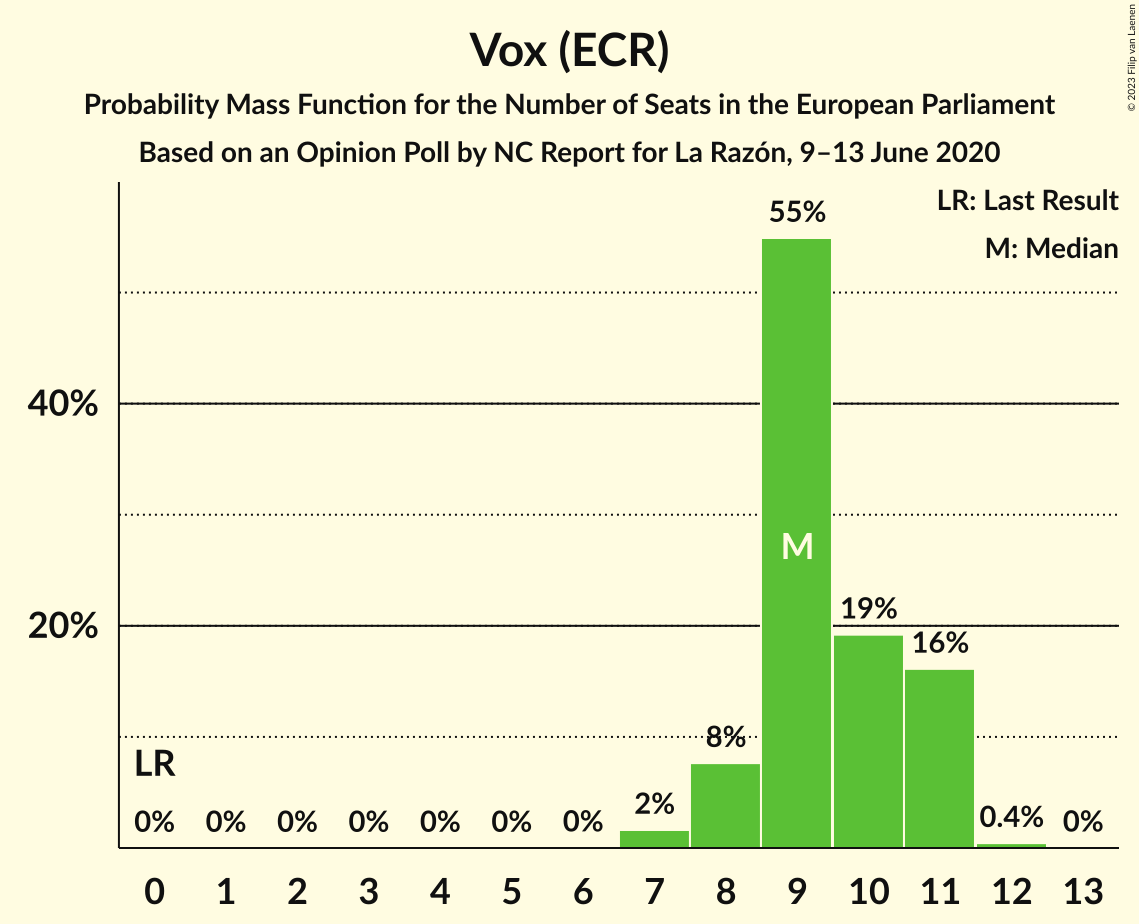 Vox (ECR)
Probability Mass Function for the Number of Seats in the European Parliament
Based on an Opinion Poll by NC Report for La Razón, 9–13 June 2020
© 2023 Filip van Laenen
LR: Last Result
M: Median
55%
40%
M
20%
19%
16%
8%
LR
0% 0% 0% 0% 0% 0% 0% 2% 0.4% 0%
0 1 2 3 4 5 6 7 8 9 10 11 12 13